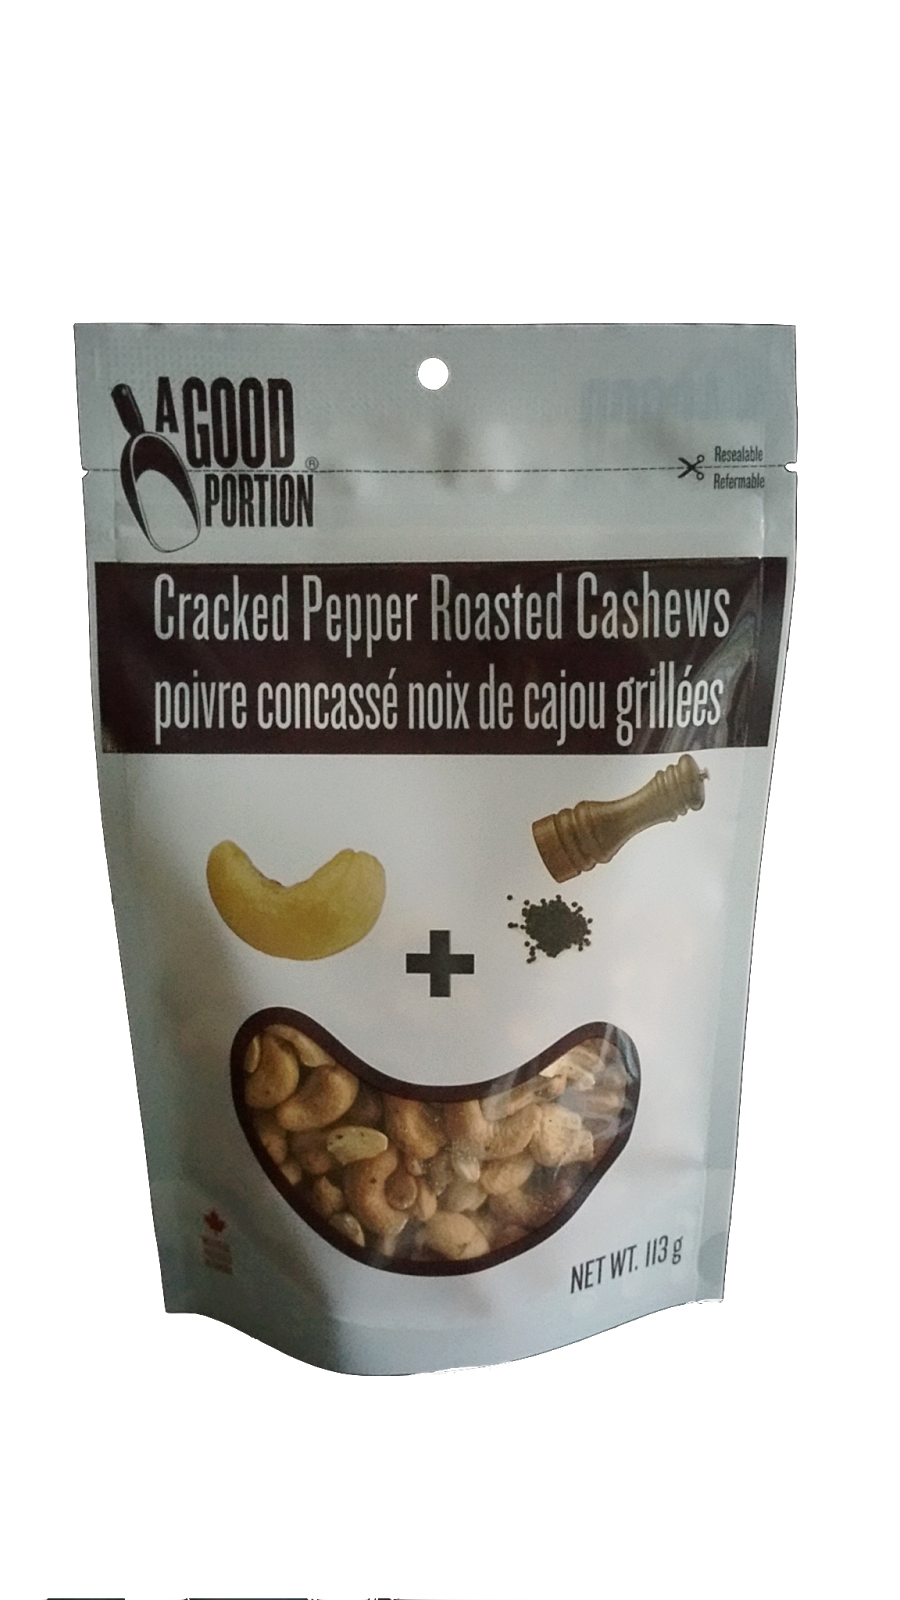 A GOOD
PORTION®
Resealable
Refermable
Cracked Pepper Roasted Cashews
poivre concassé noix de cajou grillées
NET WT. 113 g